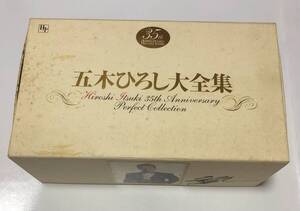 35th
五木ひろし大全集
Hiroshi Itsuki 35th Anniversary
Perfect Collection